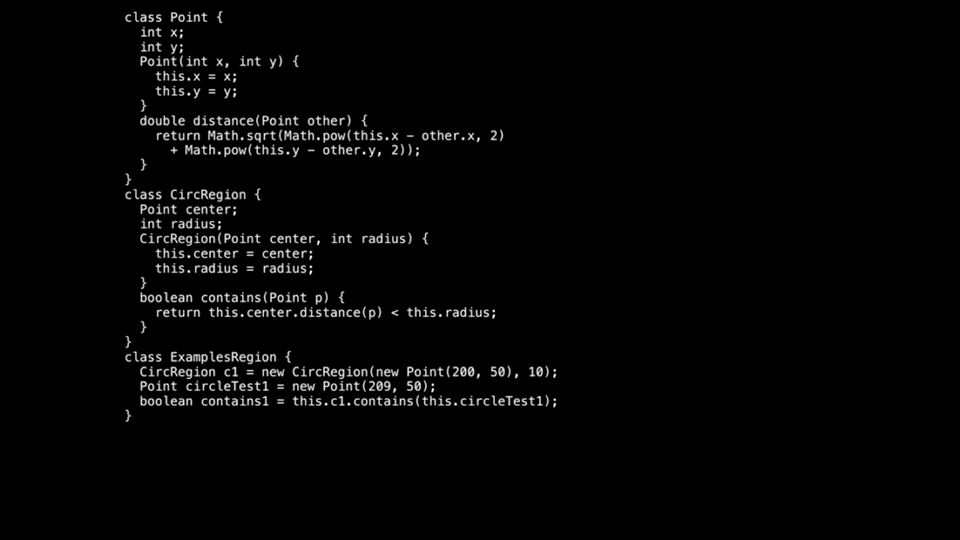 class Point {
  int x;
  int y;
  Point(int x, int y) {
    this.x = x;
    this.y = y;
  }
  double distance(Point other) {
    return Math.sqrt(Math.pow(this.x - other.x, 2)
      + Math.pow(this.y - other.y, 2));
  }
}
class CircRegion {
  Point center;
  int radius;
  CircRegion(Point center, int radius) {
    this.center = center;
    this.radius = radius;
  }
  boolean contains(Point p) {
    return this.center.distance(p) < this.radius;
  }
}
class ExamplesRegion {
  CircRegion c1 = new CircRegion(new Point(200, 50), 10);
  Point circleTest1 = new Point(209, 50);
  boolean contains1 = this.c1.contains(this.circleTest1);
}